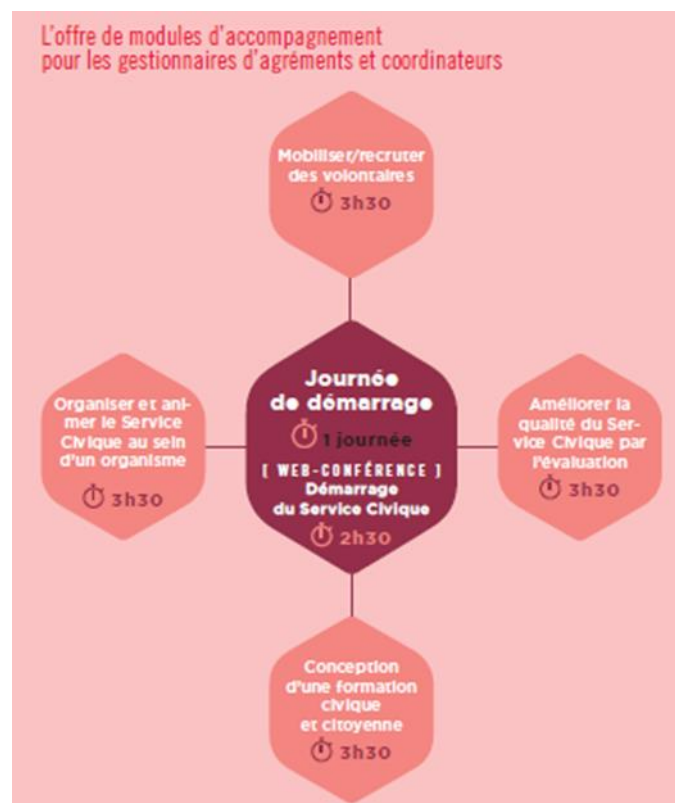 L'offre de modules d'accompagnement
pour les gestionnaires d'agréments et coordinateurs
Mobiliser/recruter
des volontaires
3h30
Organiser et ani-
mer le Service
Civique au sein
d'un organisme
3h30
Journée
de démarrage
1 journée
[ WEB-CONFÉRENCE ]
Démarrage
du Service Civique
2h30
Améliorer la
qualité du Ser-
vice Civique par
l'évaluation
3h30
Conception
d'une formation
civique
et citoyenne
3h30